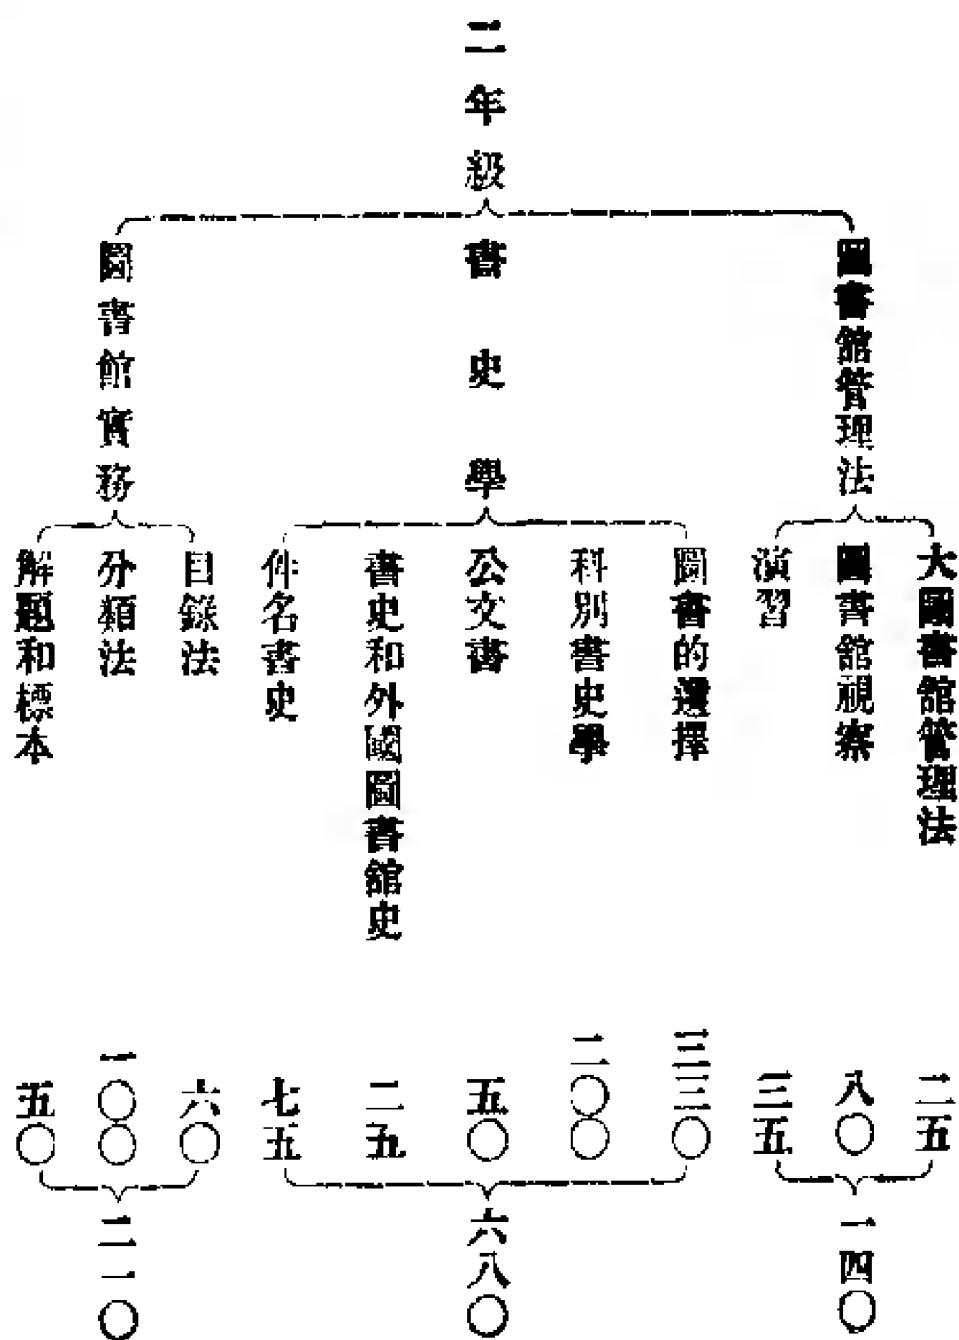 二年級
圖書館管理法
大圖書館管理法
二五
圖書館視察
八〇
演習
三五
一四〇
書史學
圖書的選擇
三三〇
科別書史學
二〇〇
公文書
五〇
書史和外國圖書館史
二五
件名書史
七五
六八〇
圖書館實務
目錄法
六〇
分類法
一〇〇
解題和標本
五〇
二一〇